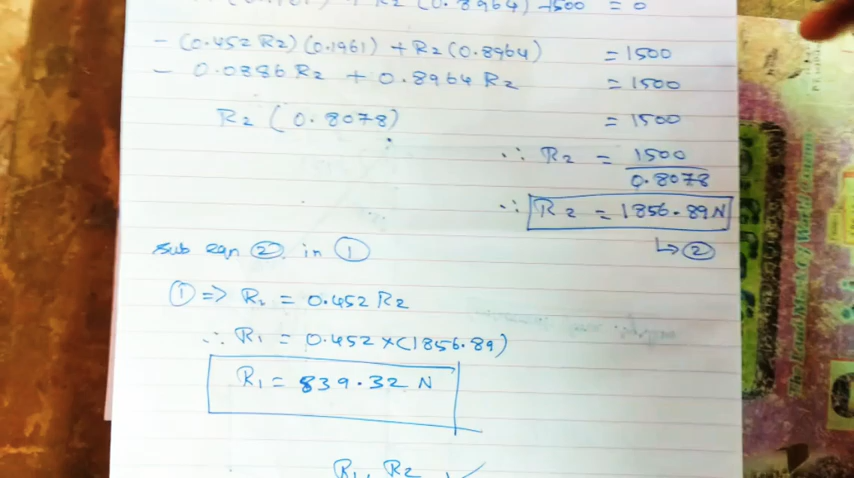 R2 (0.8964) -1500 = 0
- (0.452 R2) (0.1961) + R2 (0.8964) = 1500
- 0.0886 R2 + 0.8964 R2 = 1500
R2 (0.8078) = 1500
∴ R2 = 1500
0.8078
∴ R2 = 1856.89 N
↳ ②
sub eqn ② in ①
① => R1 = 0.452 R2
∴ R1 = 0.452 × (1856.89)
R1 = 839.32 N
R1, R2 ✓